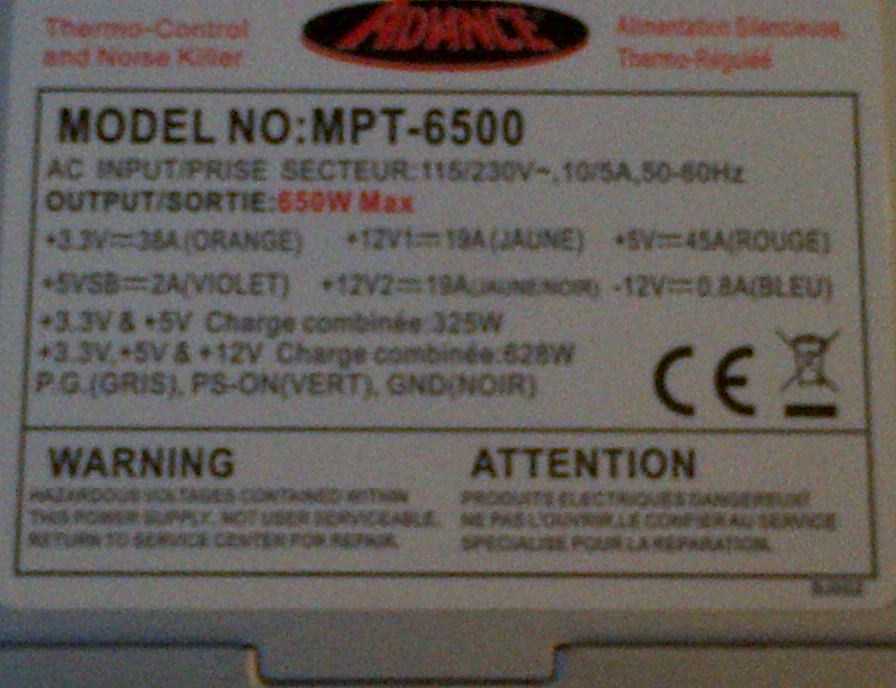 Thermo-Control
and Noise Killer
ADVANCE
Alimentation Silencieuse,
Thermo-Régulée
MODEL NO:MPT-6500
AC INPUT/PRISE SECTEUR:115/230V~,10/5A,50-60Hz
OUTPUT/SORTIE:650W Max
+3.3V⎓36A(ORANGE) +12V1⎓19A(JAUNE) +5V⎓45A(ROUGE)
+5VSB⎓2A(VIOLET) +12V2⎓19A(JAUNE/NOIR) -12V⎓0.8A(BLEU)
+3.3V & +5V Charge combinée:325W
+3.3V,+5V & +12V Charge combinée:628W
P.G.(GRIS), PS-ON(VERT), GND(NOIR)
CE
WARNING
HAZARDOUS VOLTAGES CONTAINED WITHIN
THIS POWER SUPPLY. NOT USER SERVICEABLE.
RETURN TO SERVICE CENTER FOR REPAIR.
ATTENTION
PRODUITS ELECTRIQUES DANGEREUX!
NE PAS L'OUVRIR,LE CONFIER AU SERVICE
SPECIALISE POUR LA REPARATION.